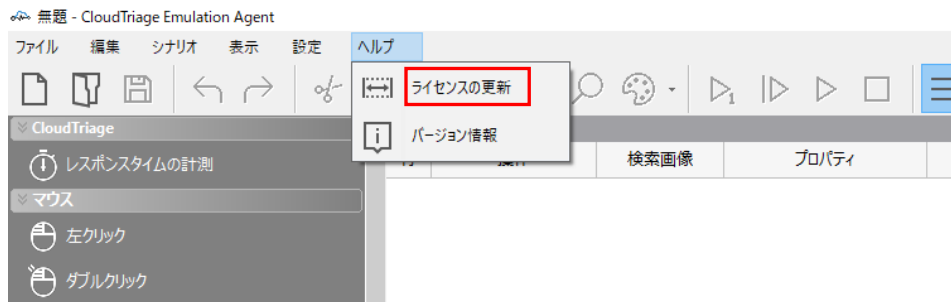 無題 - CloudTriage Emulation Agent
ファイル 編集 シナリオ 表示 設定 ヘルプ
ライセンスの更新
バージョン情報
CloudTriage
検索画像 プロパティ
レスポンスタイムの計測
マウス
左クリック
ダブルクリック